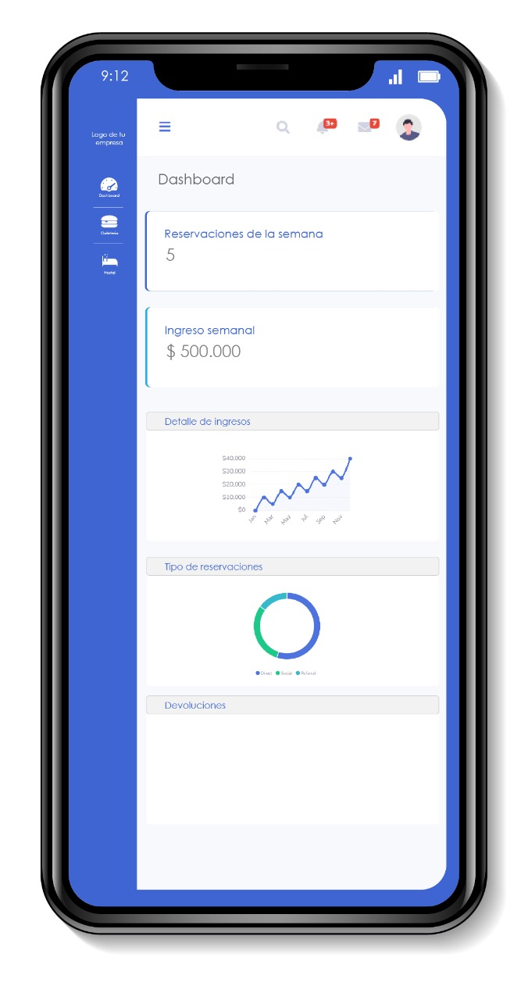 9:12
Logo de tu
empresa
3+
7
Dashboard
Dashboard
Cafetería
Hostal
Reservaciones de la semana
5
Ingreso semanal
$ 500.000
Detalle de ingresos
$40,000
$30,000
$20,000
$10,000
$0
Jan Mar May Jul Sep Nov
Tipo de reservaciones
Direct Social Referral
Devoluciones